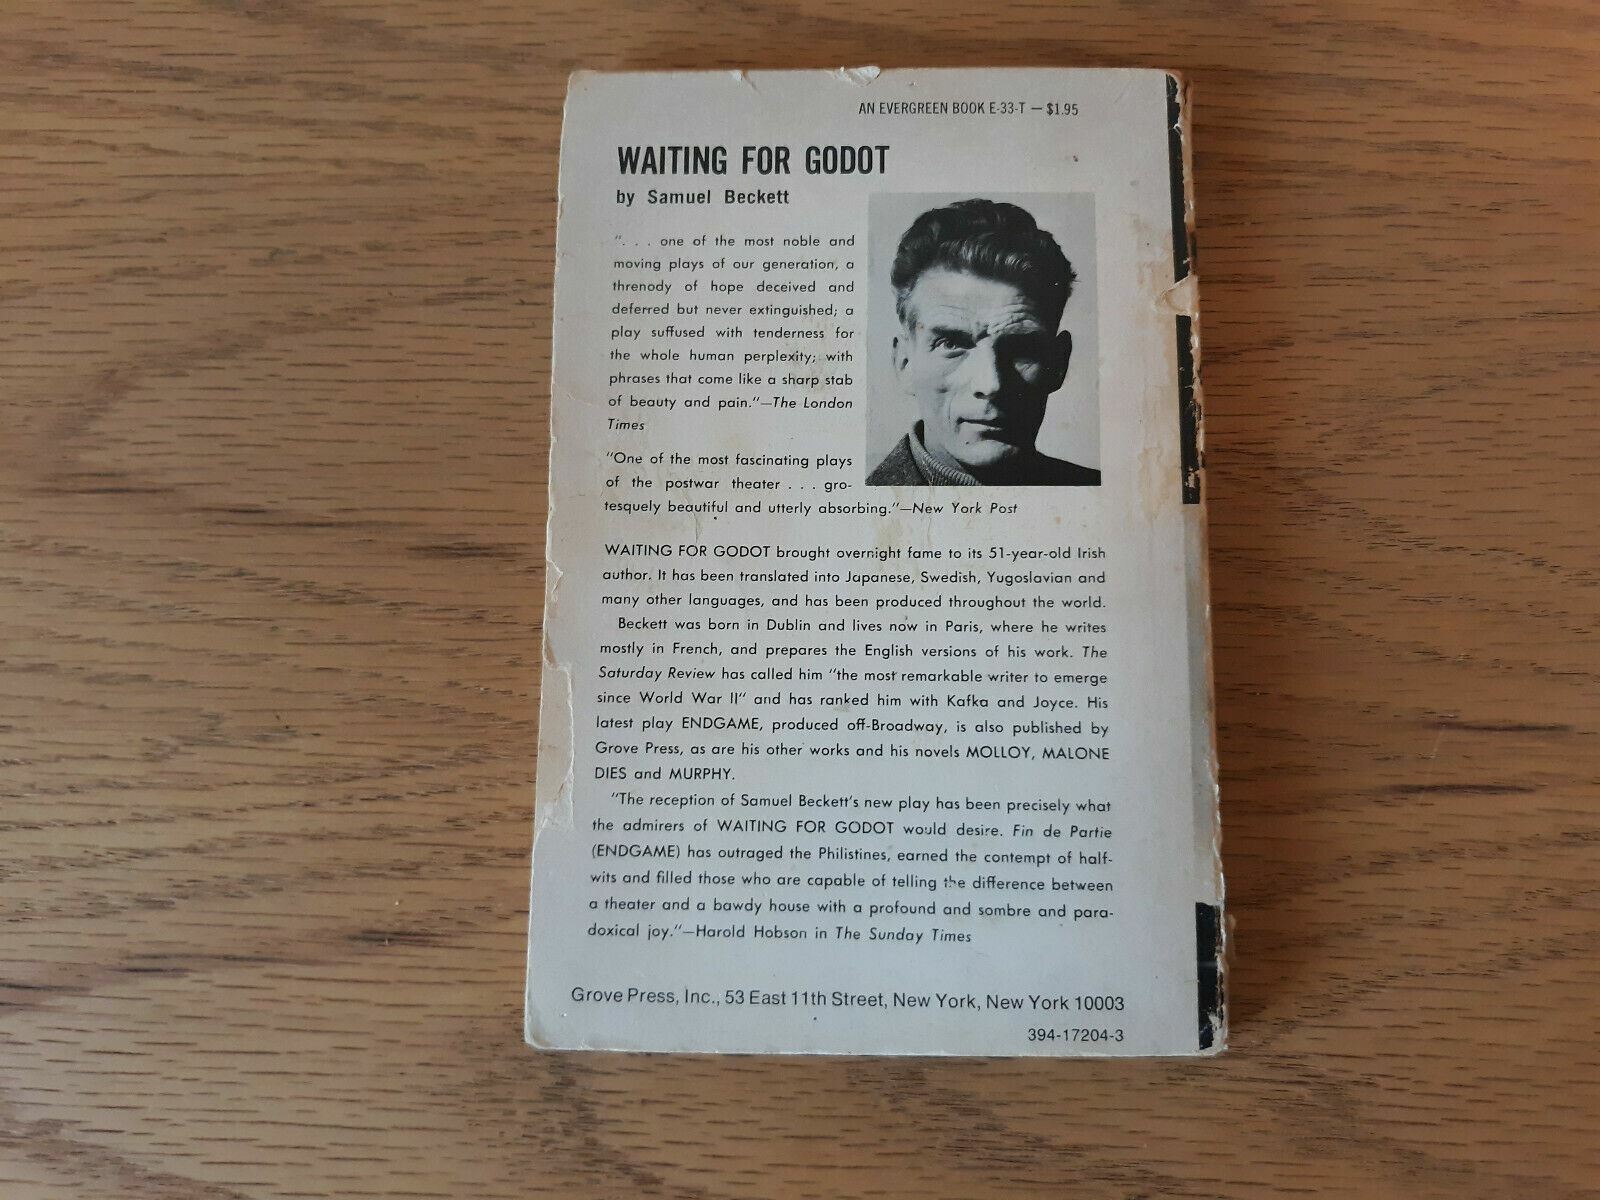 AN EVERGREEN BOOK E-33-T — $1.95
WAITING FOR GODOT
by Samuel Beckett
". . . one of the most noble and
moving plays of our generation, a
threnody of hope deceived and
deferred but never extinguished; a
play suffused with tenderness for
the whole human perplexity; with
phrases that come like a sharp stab
of beauty and pain."—The London
Times
"One of the most fascinating plays
of the postwar theater . . . gro-
tesquely beautiful and utterly absorbing."—New York Post
WAITING FOR GODOT brought overnight fame to its 51-year-old Irish
author. It has been translated into Japanese, Swedish, Yugoslavian and
many other languages, and has been produced throughout the world.
Beckett was born in Dublin and lives now in Paris, where he writes
mostly in French, and prepares the English versions of his work. The
Saturday Review has called him "the most remarkable writer to emerge
since World War II" and has ranked him with Kafka and Joyce. His
latest play ENDGAME, produced off-Broadway, is also published by
Grove Press, as are his other works and his novels MOLLOY, MALONE
DIES and MURPHY.
"The reception of Samuel Beckett's new play has been precisely what
the admirers of WAITING FOR GODOT would desire. Fin de Partie
(ENDGAME) has outraged the Philistines, earned the contempt of half-
wits and filled those who are capable of telling the difference between
a theater and a bawdy house with a profound and sombre and para-
doxical joy."—Harold Hobson in The Sunday Times
Grove Press, Inc., 53 East 11th Street, New York, New York 10003
394-17204-3